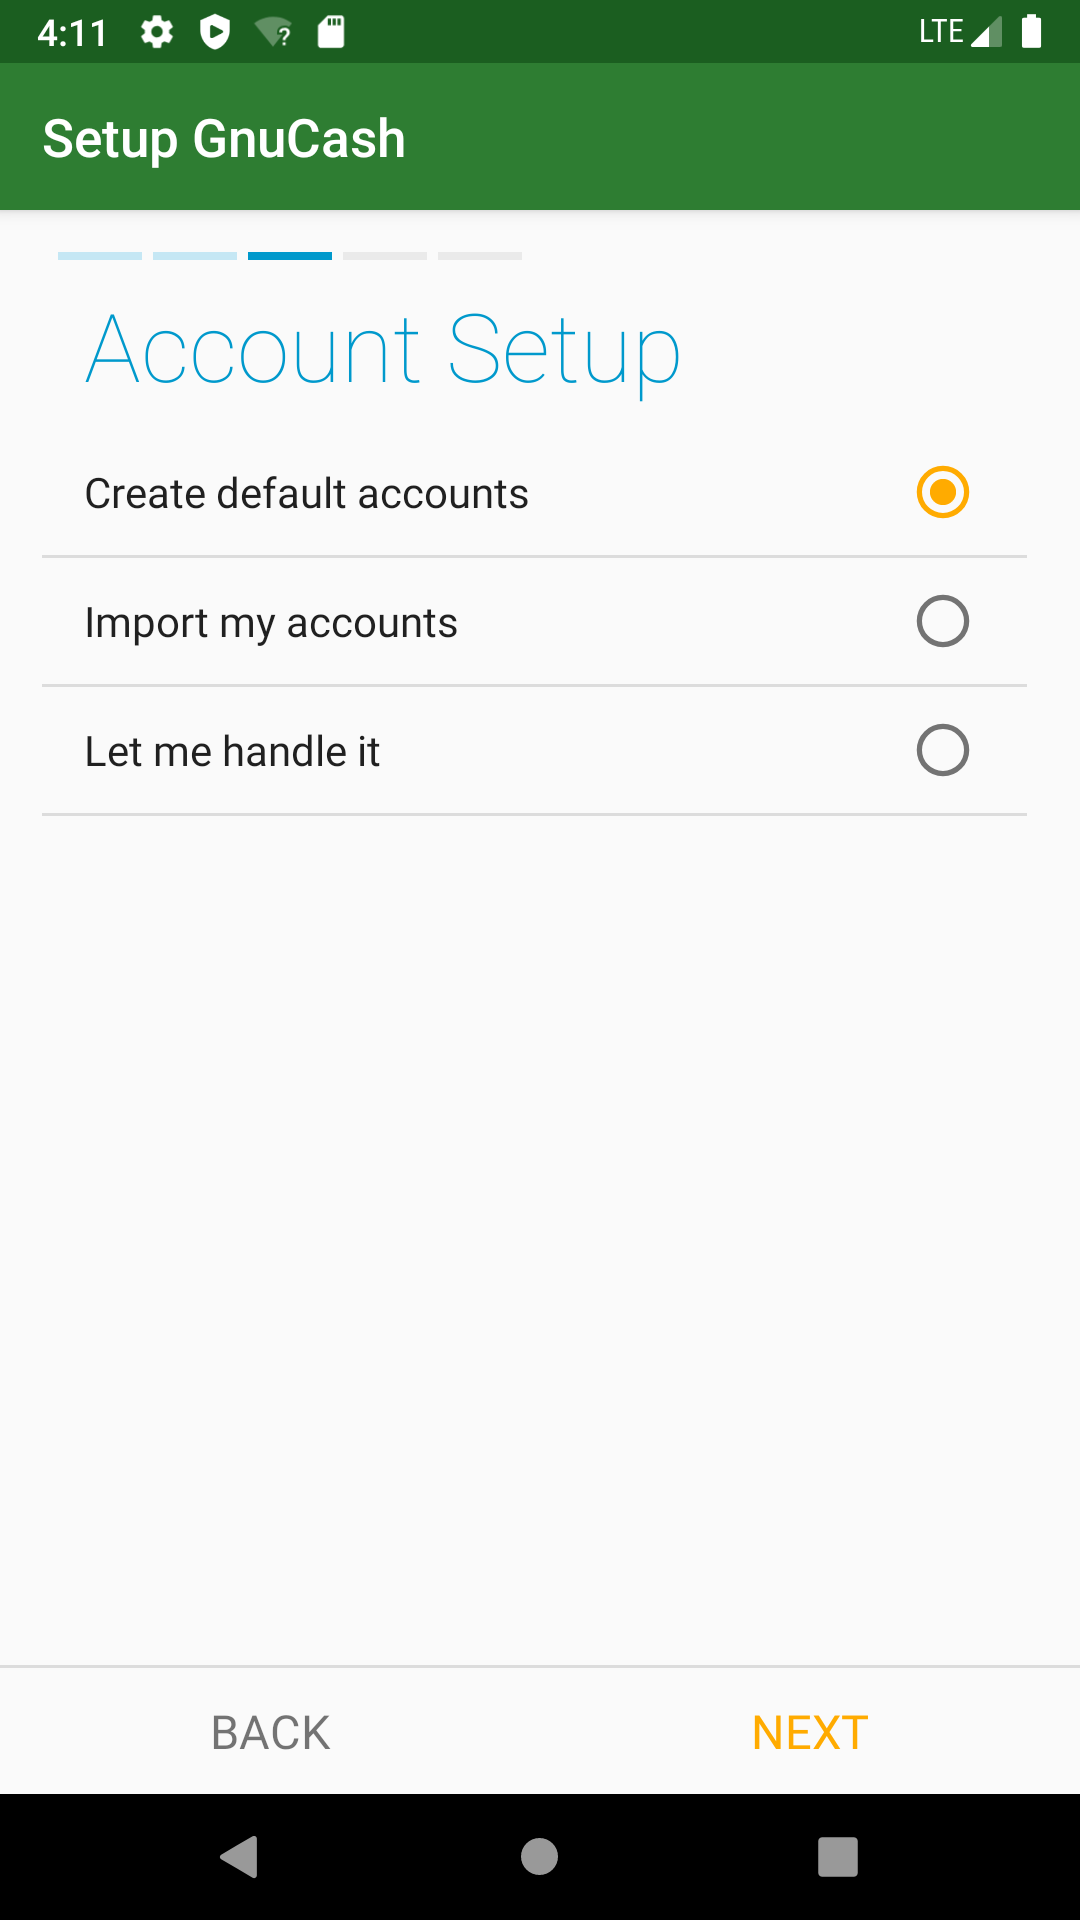 4:11 ? LTE
Setup GnuCash
Account Setup
Create default accounts
Import my accounts
Let me handle it
BACK NEXT